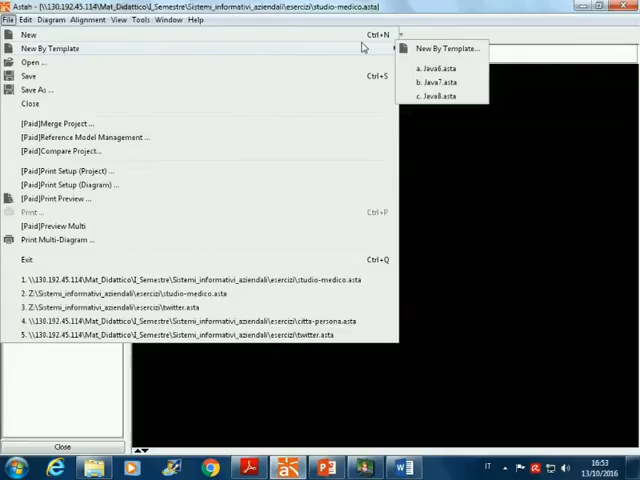 Astah - [\\130.192.45.114\Mat_Didattico\I_Semestre\Sistemi_informativi_aziendali\esercizi\studio-medico.asta]
File Edit Diagram Alignment View Tools Window Help
New Ctrl+N
New By Template
New By Template...
Open ...
a. Java6.asta
Save Ctrl+S
b. Java7.asta
Save As ...
c. Java8.asta
Close
[Paid]Merge Project ...
[Paid]Reference Model Management ...
[Paid]Compare Project...
[Paid]Print Setup (Project) ...
[Paid]Print Setup (Diagram) ...
[Paid]Print Preview ...
Print ... Ctrl+P
[Paid]Preview Multi
Print Multi-Diagram ...
Exit Ctrl+Q
1. \\130.192.45.114\Mat_Didattico\I_Semestre\Sistemi_informativi_aziendali\esercizi\studio-medico.asta
2. Z:\Sistemi_informativi_aziendali\esercizi\studio-medico.asta
3. Z:\Sistemi_informativi_aziendali\esercizi\twitter.asta
4. \\130.192.45.114\Mat_Didattico\I_Semestre\Sistemi_informativi_aziendali\esercizi\citta-persona.asta
5. \\130.192.45.114\Mat_Didattico\I_Semestre\Sistemi_informativi_aziendali\esercizi\twitter.asta
Close
IT
16:53
13/10/2016